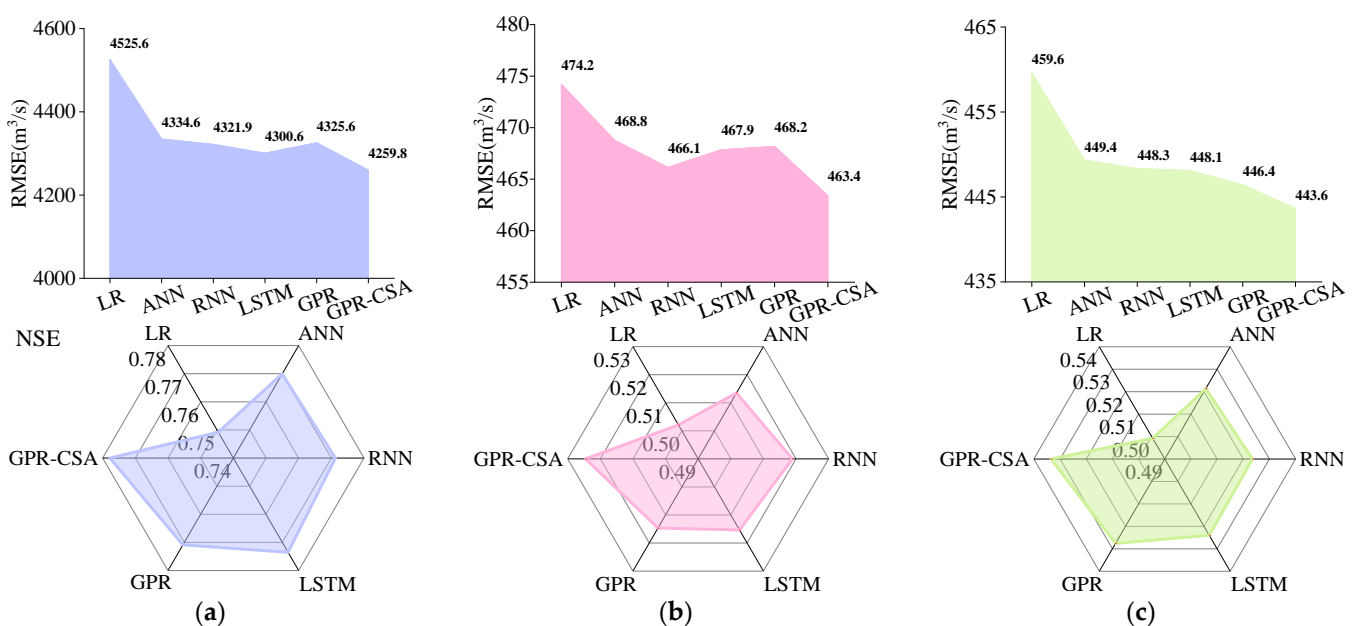 4600
4400
4200
4000
RMSE(m³/s)
4525.6
4334.6
4321.9
4300.6
4325.6
4259.8
LR
ANN
RNN
LSTM
GPR
GPR-CSA
480
475
470
465
460
455
RMSE(m³/s)
474.2
468.8
466.1
467.9
468.2
463.4
LR
ANN
RNN
LSTM
GPR
GPR-CSA
465
455
445
435
RMSE(m³/s)
459.6
449.4
448.3
448.1
446.4
443.6
LR
ANN
RNN
LSTM
GPR
GPR-CSA
NSE
LR
ANN
RNN
LSTM
GPR
GPR-CSA
0.78
0.77
0.76
0.75
0.74
(a)
LR
ANN
RNN
LSTM
GPR
GPR-CSA
0.53
0.52
0.51
0.50
0.49
(b)
LR
ANN
RNN
LSTM
GPR
GPR-CSA
0.54
0.53
0.52
0.51
0.50
0.49
(c)